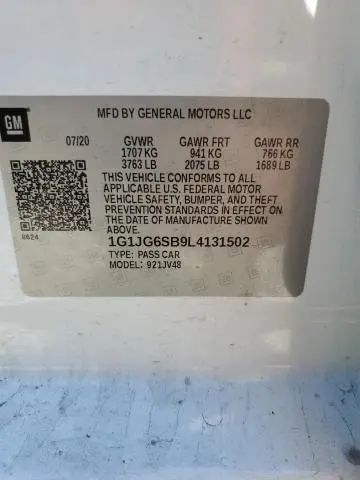 GM
MFD BY GENERAL MOTORS LLC
07/20 GVWR GAWR FRT GAWR RR
1707 KG 941 KG 766 KG
3763 LB 2075 LB 1689 LB
THIS VEHICLE CONFORMS TO ALL
APPLICABLE U.S. FEDERAL MOTOR
VEHICLE SAFETY, BUMPER, AND THEFT
PREVENTION STANDARDS IN EFFECT ON
THE DATE OF MANUFACTURE SHOWN
ABOVE.
8624
1G1JG6SB9L4131502
TYPE: PASS CAR
MODEL: 921JV48